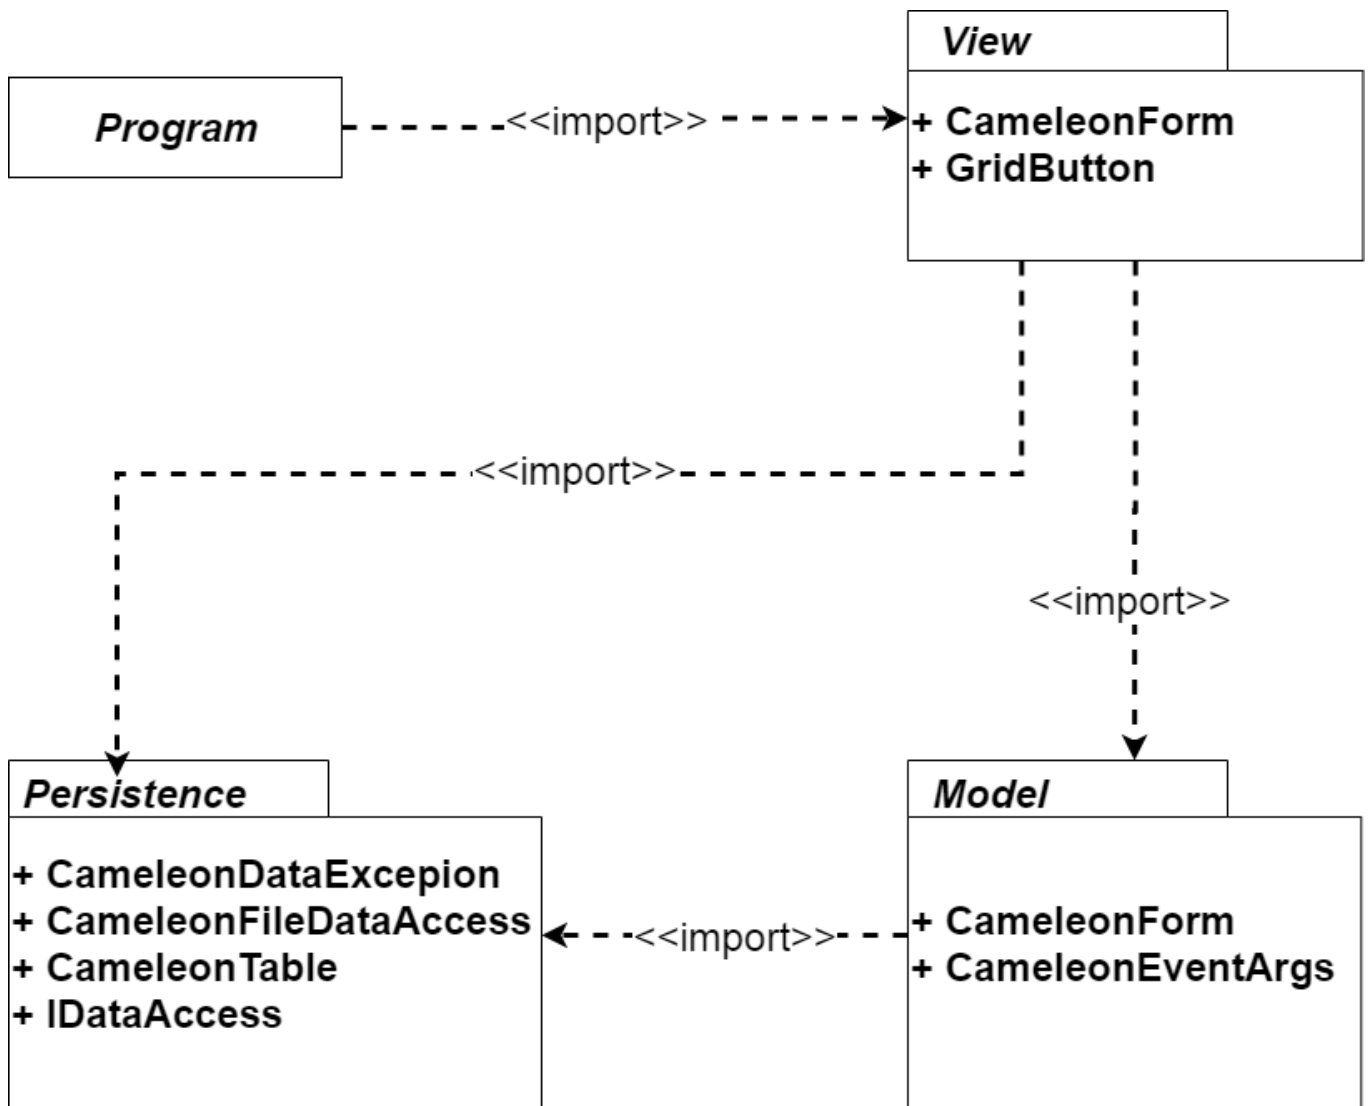 View
Program
<<import>>
+ CameleonForm
+ GridButton
<<import>>
<<import>>
Persistence
+ CameleonDataExcepion
+ CameleonFileDataAccess
+ CameleonTable
+ IDataAccess
<<import>>
Model
+ CameleonForm
+ CameleonEventArgs